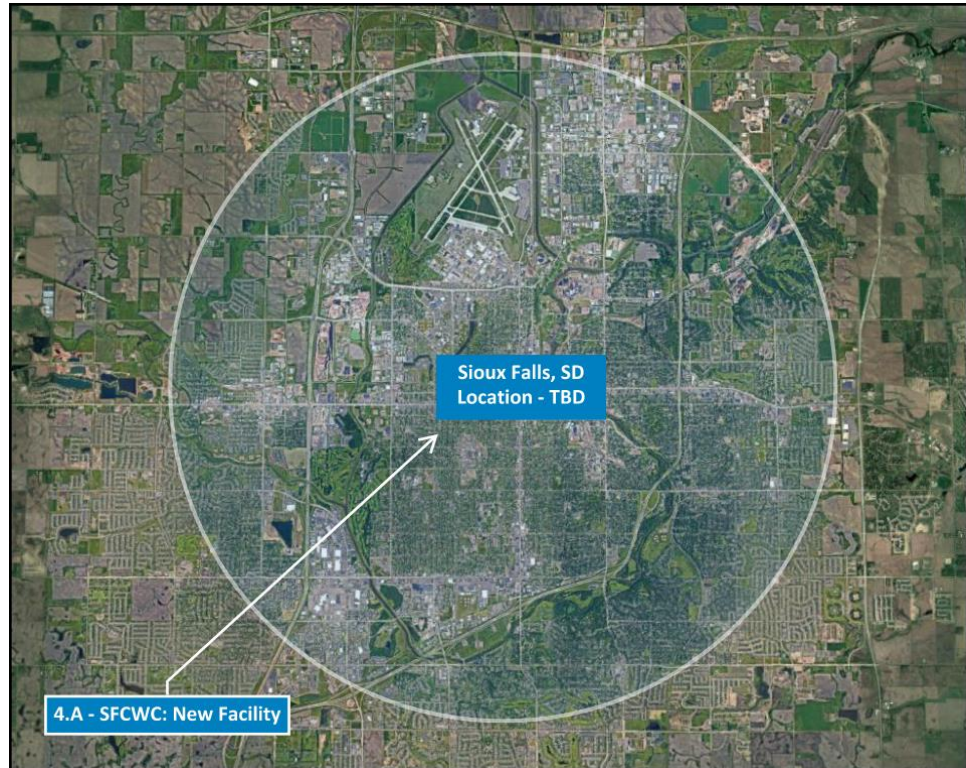 Sioux Falls, SD
Location - TBD
4.A - SFCWC: New Facility